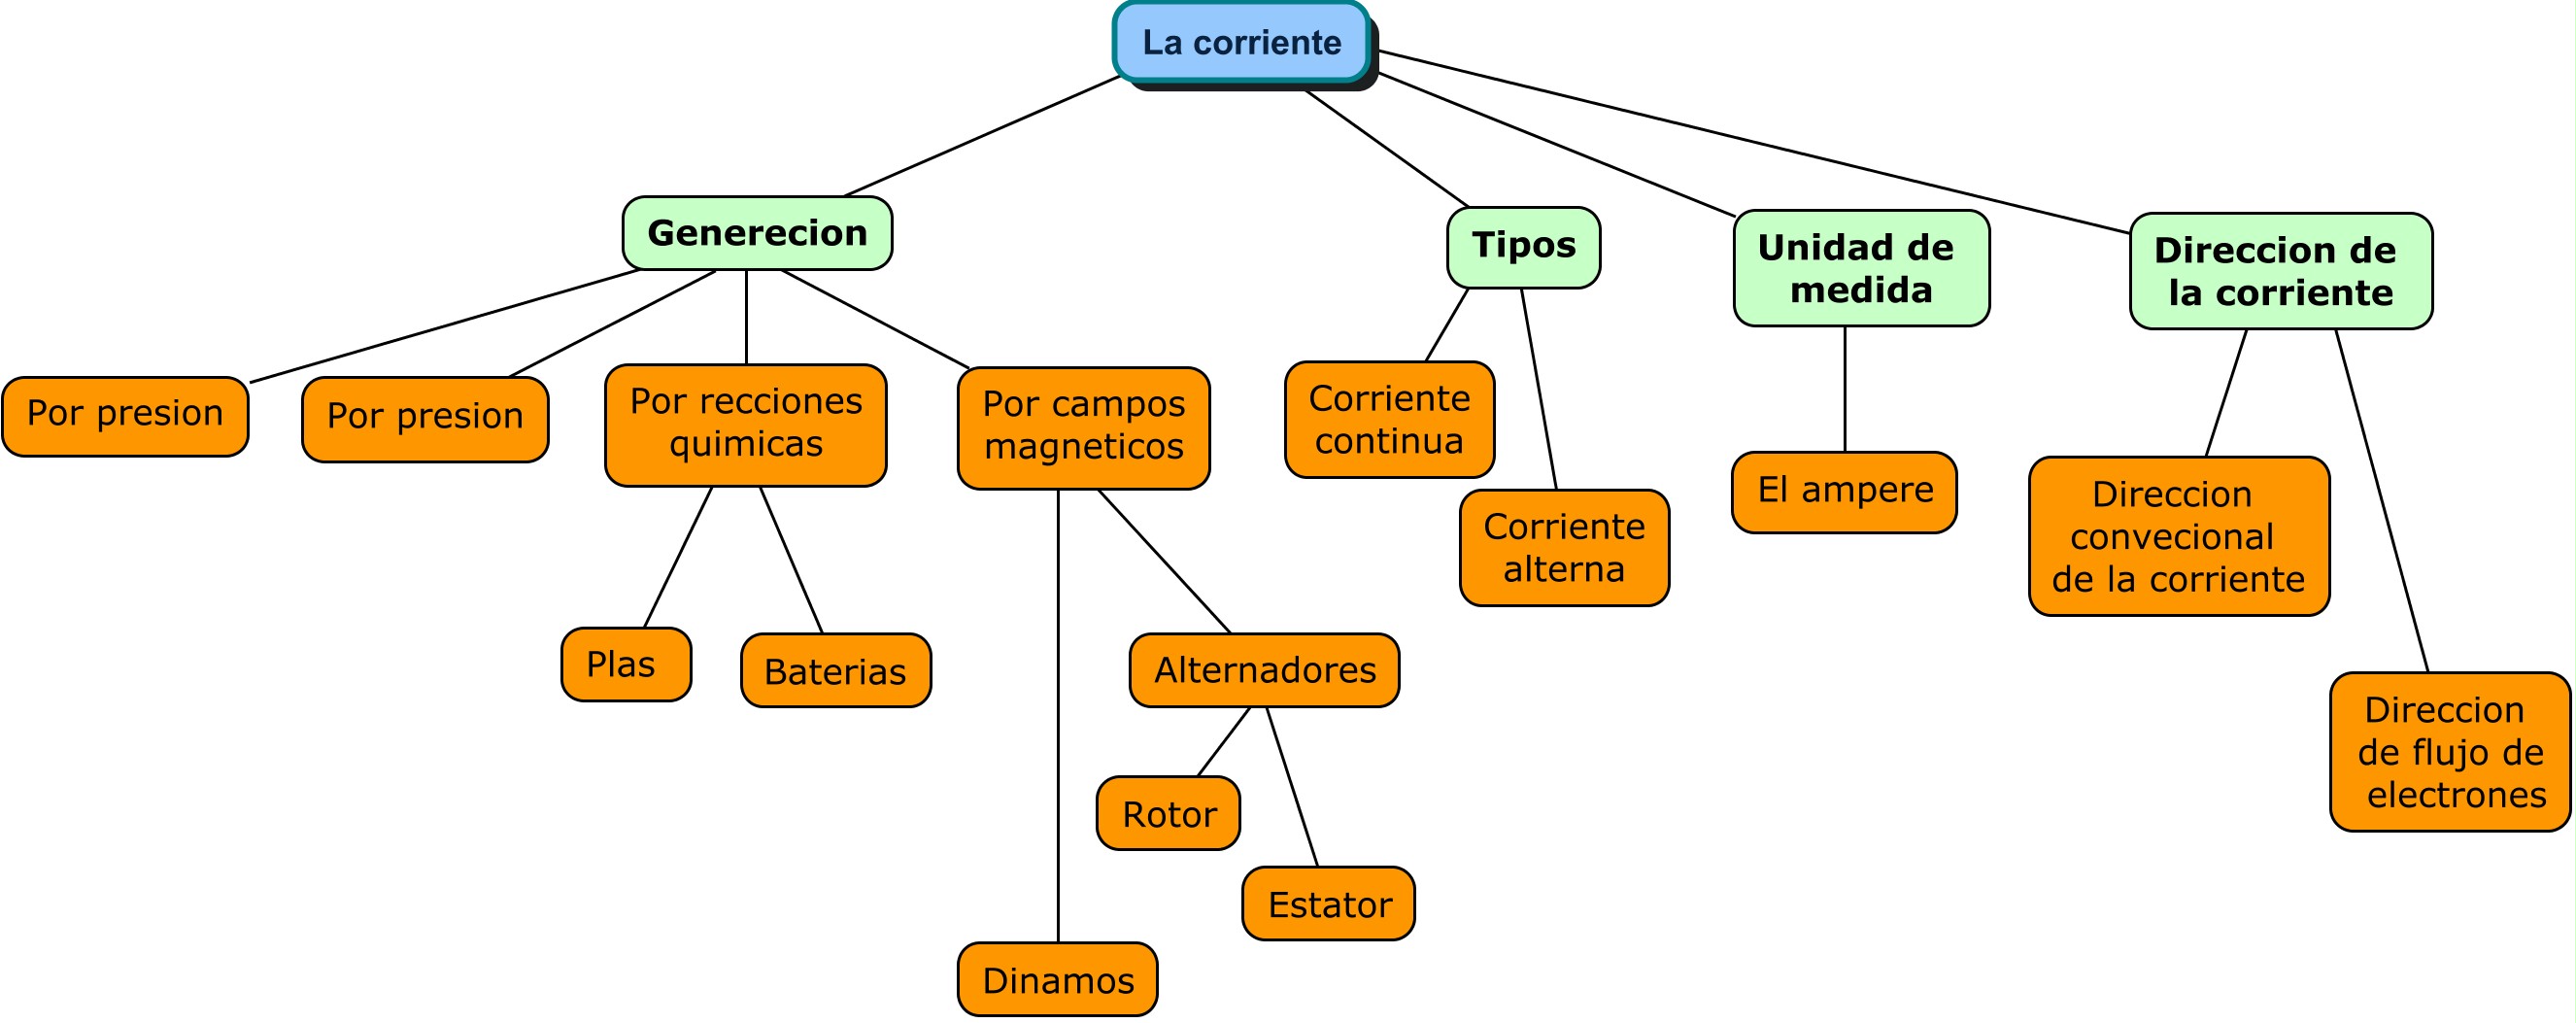 La corriente
Generecion
Tipos
Unidad de
medida
Direccion de
la corriente
Por presion
Por presion
Por recciones
quimicas
Por campos
magneticos
Corriente
continua
Corriente
alterna
El ampere
Direccion
convecional
de la corriente
Plas
Baterias
Alternadores
Direccion
de flujo de
electrones
Rotor
Estator
Dinamos